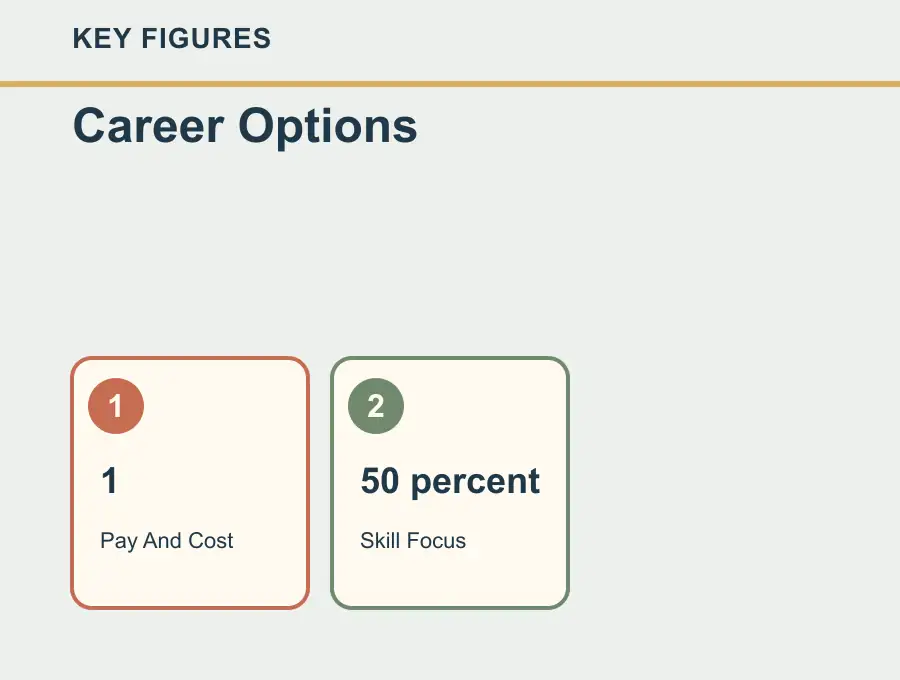 KEY FIGURES
Career Options
1
1
Pay And Cost
2
50 percent
Skill Focus